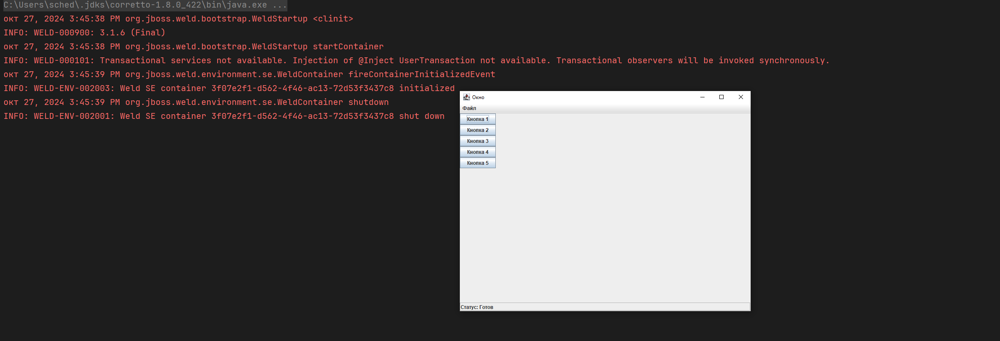 C:\Users\sched\.jdks\corretto-1.8.0_422\bin\java.exe ...
окт 27, 2024 3:45:38 PM org.jboss.weld.bootstrap.WeldStartup <clinit>
INFO: WELD-000900: 3.1.6 (Final)
окт 27, 2024 3:45:38 PM org.jboss.weld.bootstrap.WeldStartup startContainer
INFO: WELD-000101: Transactional services not available. Injection of @Inject UserTransaction not available. Transactional observers will be invoked synchronously.
окт 27, 2024 3:45:39 PM org.jboss.weld.environment.se.WeldContainer fireContainerInitializedEvent
INFO: WELD-ENV-002003: Weld SE container 3f07e2f1-d562-4f46-ac13-72d53f3437c8 initialized
окт 27, 2024 3:45:39 PM org.jboss.weld.environment.se.WeldContainer shutdown
INFO: WELD-ENV-002001: Weld SE container 3f07e2f1-d562-4f46-ac13-72d53f3437c8 shut down
Окно
Файл
Кнопка 1
Кнопка 2
Кнопка 3
Кнопка 4
Кнопка 5
Статус: Готов